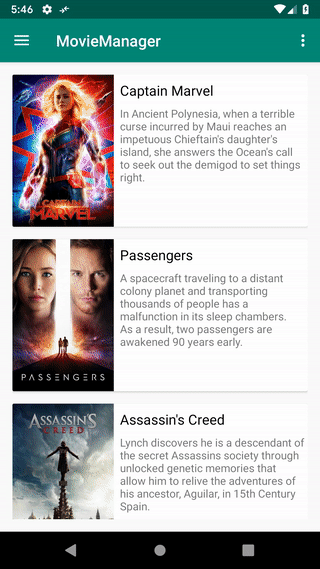 5:46
MovieManager
Captain Marvel
In Ancient Polynesia, when a terrible
curse incurred by Maui reaches an
impetuous Chieftain's daughter's
island, she answers the Ocean's call
to seek out the demigod to set things
right.
CAPTAIN
MARVEL
Passengers
A spacecraft traveling to a distant
colony planet and transporting
thousands of people has a
malfunction in its sleep chambers.
As a result, two passengers are
awakened 90 years early.
PASSENGERS
Assassin's Creed
Lynch discovers he is a descendant of
the secret Assassins society through
unlocked genetic memories that
allow him to relive the adventures of
his ancestor, Aguilar, in 15th Century
Spain.
ASSASSIN'S
CREED